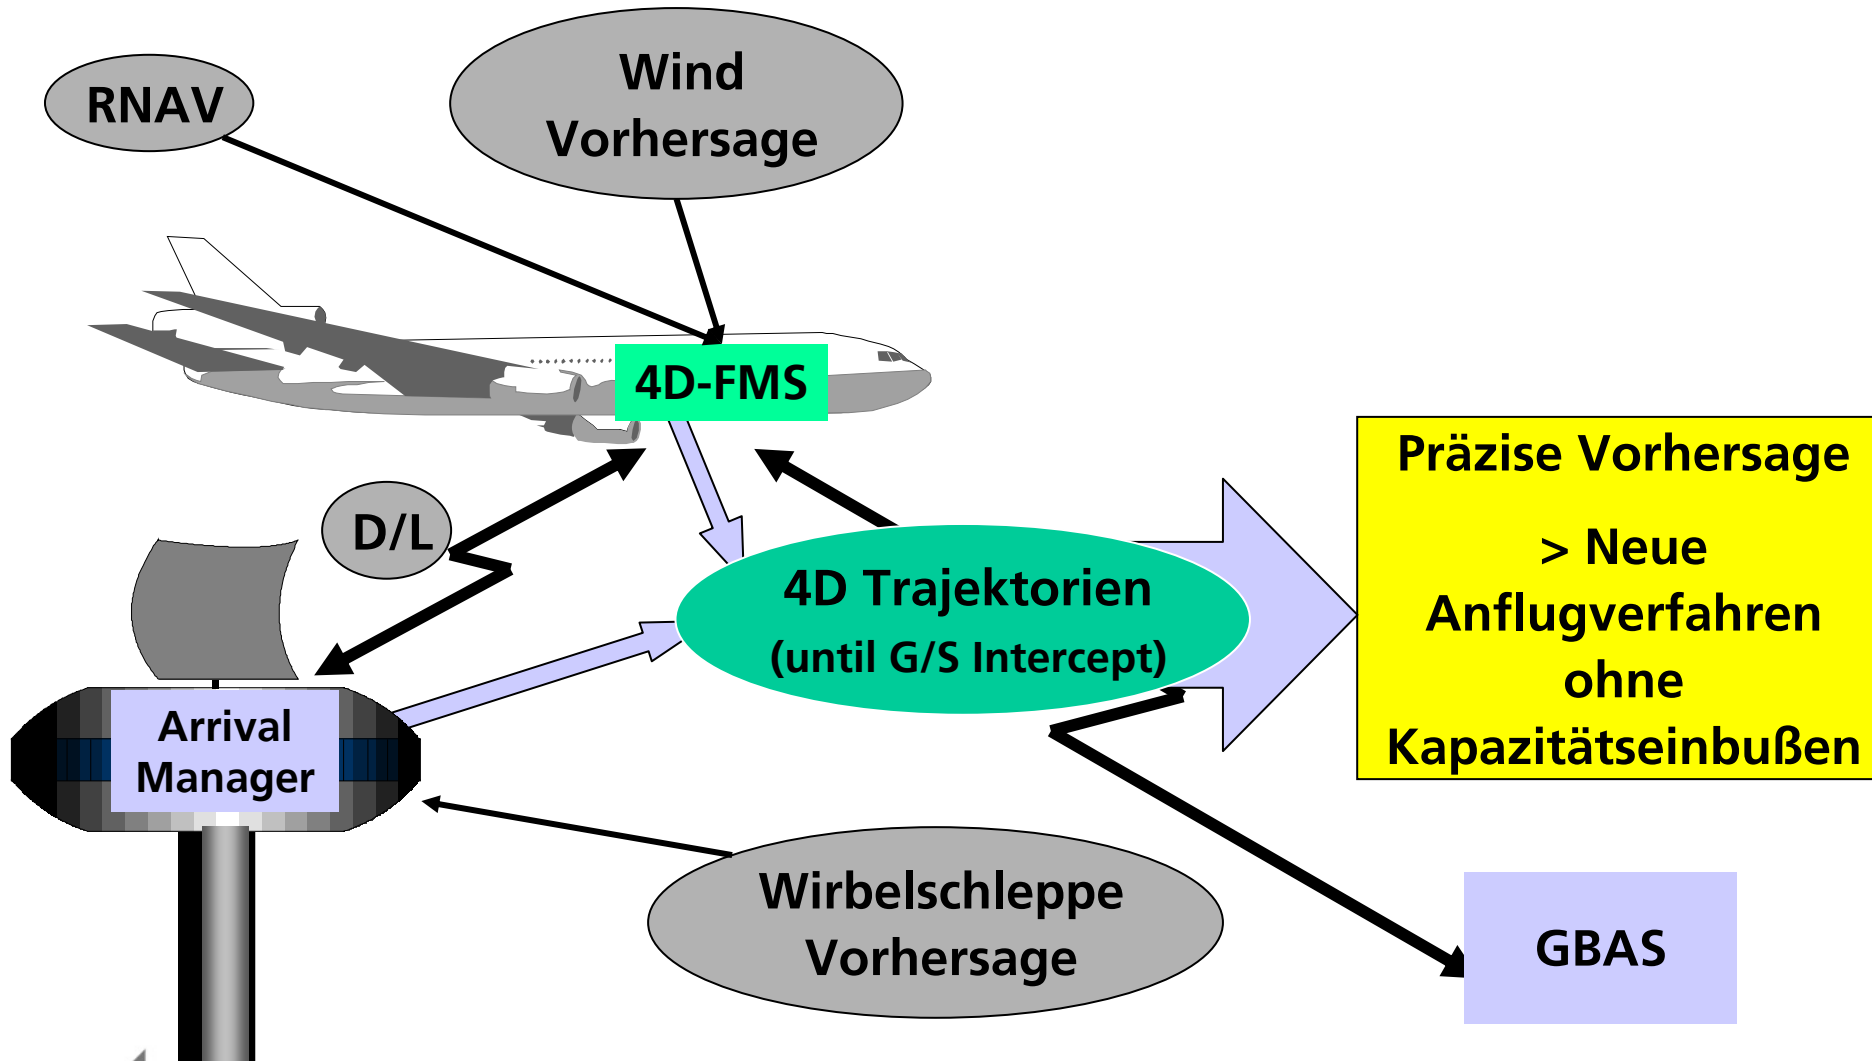 RNAV
Wind
Vorhersage
4D-FMS
D/L
4D Trajektorien
(until G/S Intercept)
Präzise Vorhersage
> Neue
Anflugverfahren
ohne
Kapazitätseinbußen
Arrival
Manager
Wirbelschleppe
Vorhersage
GBAS